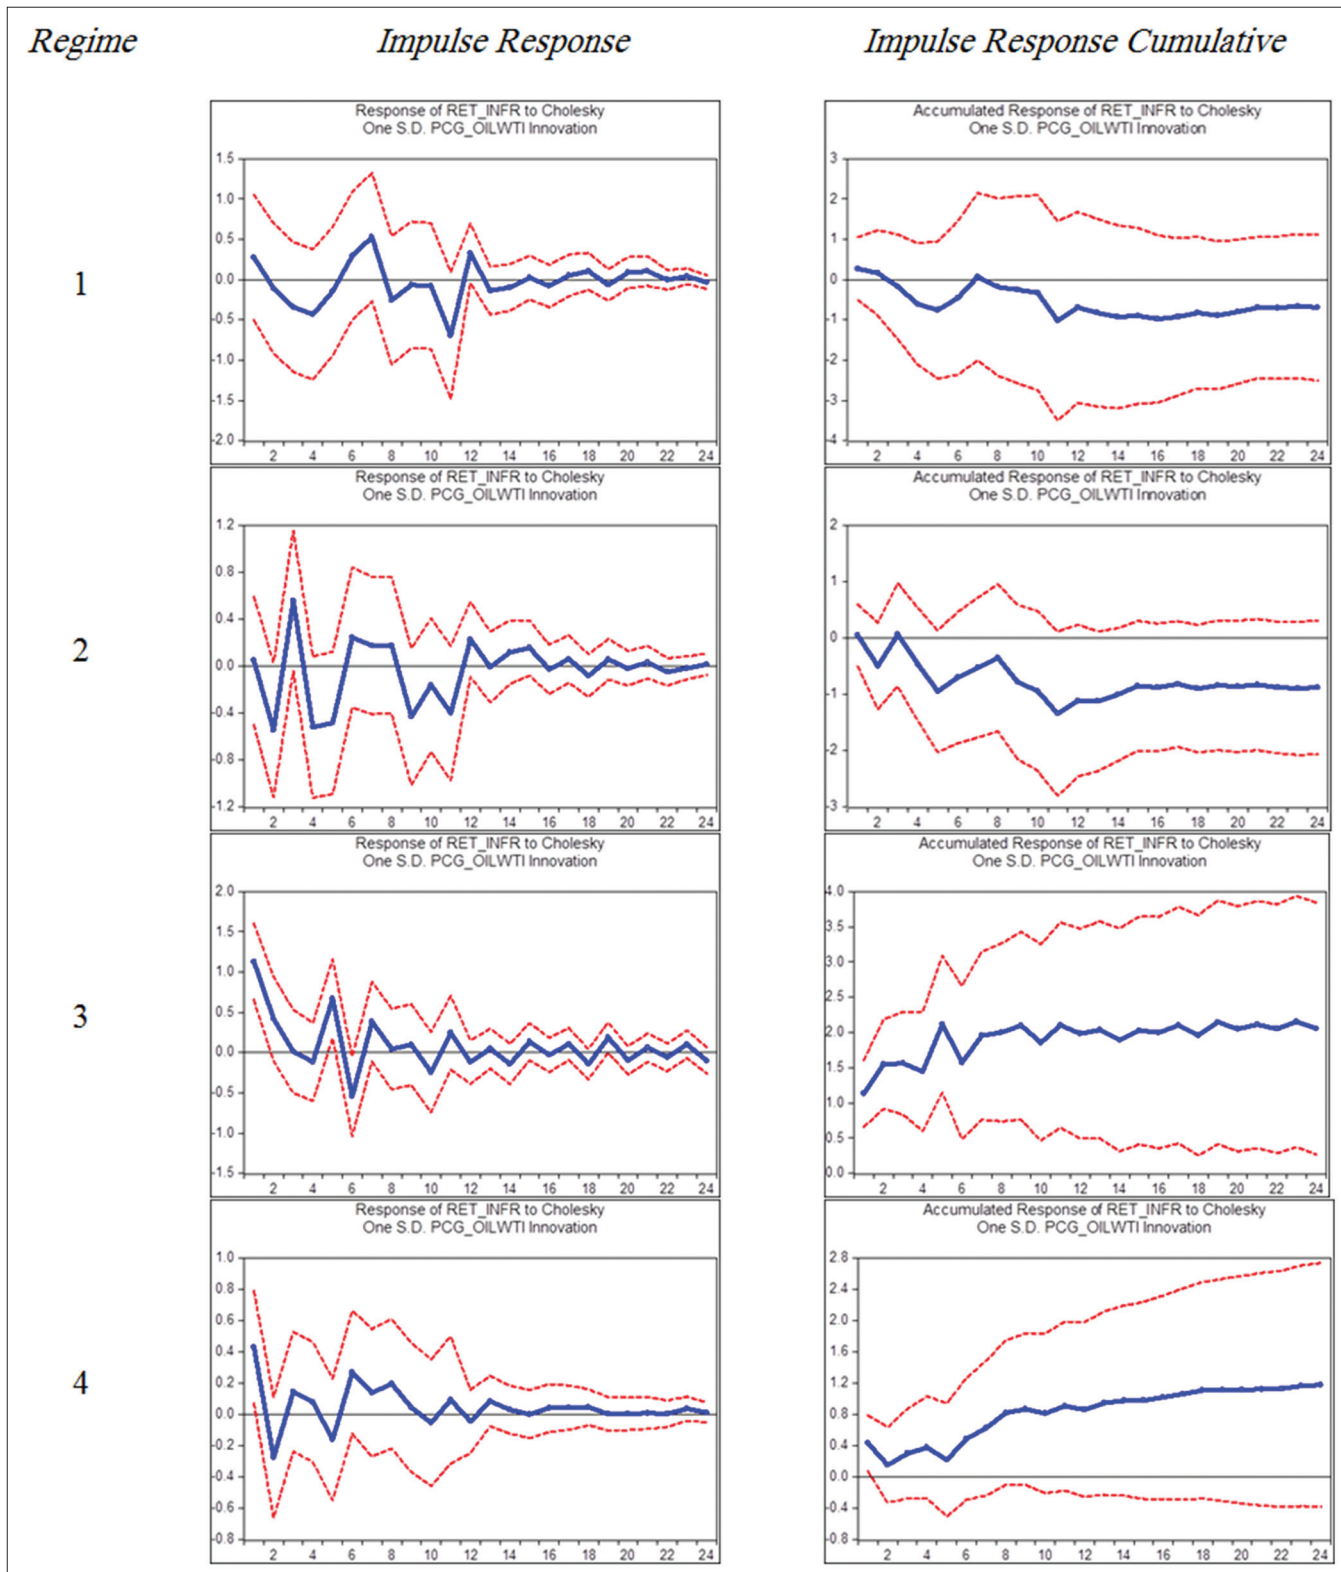 Regime Impulse Response Impulse Response Cumulative
1
Response of RET_INFR to Cholesky
One S.D. PCG_OILWTI Innovation
1.5
1.0
0.5
0.0
-0.5
-1.0
-1.5
-2.0
2 4 6 8 10 12 14 16 18 20 22 24
Accumulated Response of RET_INFR to Cholesky
One S.D. PCG_OILWTI Innovation
3
2
1
0
-1
-2
-3
-4
2 4 6 8 10 12 14 16 18 20 22 24
2
Response of RET_INFR to Cholesky
One S.D. PCG_OILWTI Innovation
1.2
0.8
0.4
0.0
-0.4
-0.8
-1.2
2 4 6 8 10 12 14 16 18 20 22 24
Accumulated Response of RET_INFR to Cholesky
One S.D. PCG_OILWTI Innovation
2
1
0
-1
-2
-3
2 4 6 8 10 12 14 16 18 20 22 24
3
Response of RET_INFR to Cholesky
One S.D. PCG_OILWTI Innovation
2.0
1.5
1.0
0.5
0.0
-0.5
-1.0
-1.5
2 4 6 8 10 12 14 16 18 20 22 24
Accumulated Response of RET_INFR to Cholesky
One S.D. PCG_OILWTI Innovation
4.0
3.5
3.0
2.5
2.0
1.5
1.0
0.5
0.0
2 4 6 8 10 12 14 16 18 20 22 24
4
Response of RET_INFR to Cholesky
One S.D. PCG_OILWTI Innovation
1.0
0.8
0.6
0.4
0.2
0.0
-0.2
-0.4
-0.6
-0.8
2 4 6 8 10 12 14 16 18 20 22 24
Accumulated Response of RET_INFR to Cholesky
One S.D. PCG_OILWTI Innovation
2.8
2.4
2.0
1.6
1.2
0.8
0.4
0.0
-0.4
-0.8
2 4 6 8 10 12 14 16 18 20 22 24